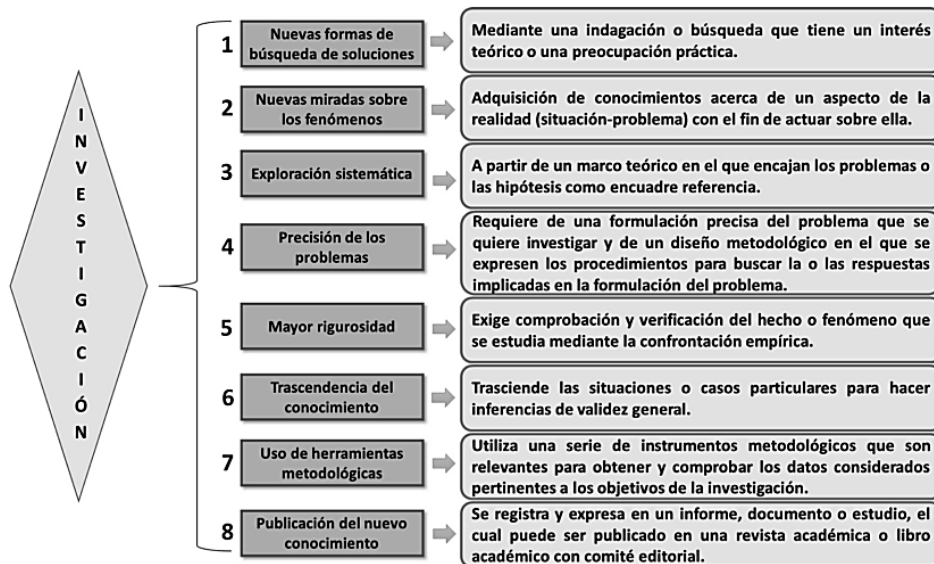 INVESTIGACIÓN
1
Nuevas formas de
búsqueda de soluciones
Mediante una indagación o búsqueda que tiene un interés
teórico o una preocupación práctica.
2
Nuevas miradas sobre
los fenómenos
Adquisición de conocimientos acerca de un aspecto de la
realidad (situación-problema) con el fin de actuar sobre ella.
3
Exploración sistemática
A partir de un marco teórico en el que encajan los problemas o
las hipótesis como encuadre referencia.
4
Precisión de los
problemas
Requiere de una formulación precisa del problema que se
quiere investigar y de un diseño metodológico en el que se
expresen los procedimientos para buscar la o las respuestas
implicadas en la formulación del problema.
5
Mayor rigurosidad
Exige comprobación y verificación del hecho o fenómeno que
se estudia mediante la confrontación empírica.
6
Trascendencia del
conocimiento
Trasciende las situaciones o casos particulares para hacer
inferencias de validez general.
7
Uso de herramientas
metodológicas
Utiliza una serie de instrumentos metodológicos que son
relevantes para obtener y comprobar los datos considerados
pertinentes a los objetivos de la investigación.
8
Publicación del nuevo
conocimiento
Se registra y expresa en un informe, documento o estudio, el
cual puede ser publicado en una revista académica o libro
académico con comité editorial.